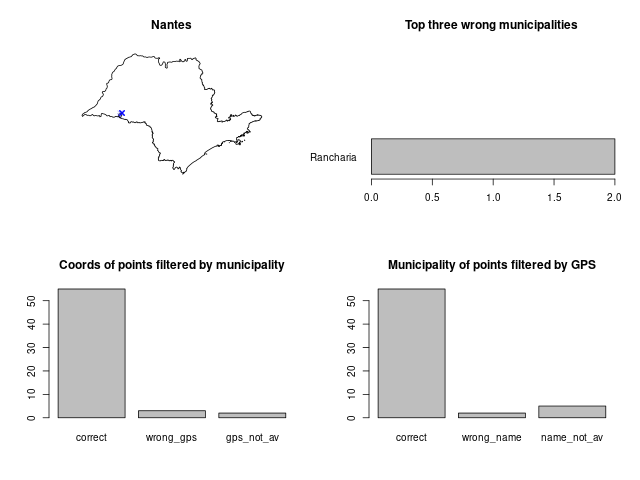 Nantes
Top three wrong municipalities
Rancharia
0.0 0.5 1.0 1.5 2.0
Coords of points filtered by municipality
50
40
30
20
10
0
correct wrong_gps gps_not_av
Municipality of points filtered by GPS
50
40
30
20
10
0
correct wrong_name name_not_av